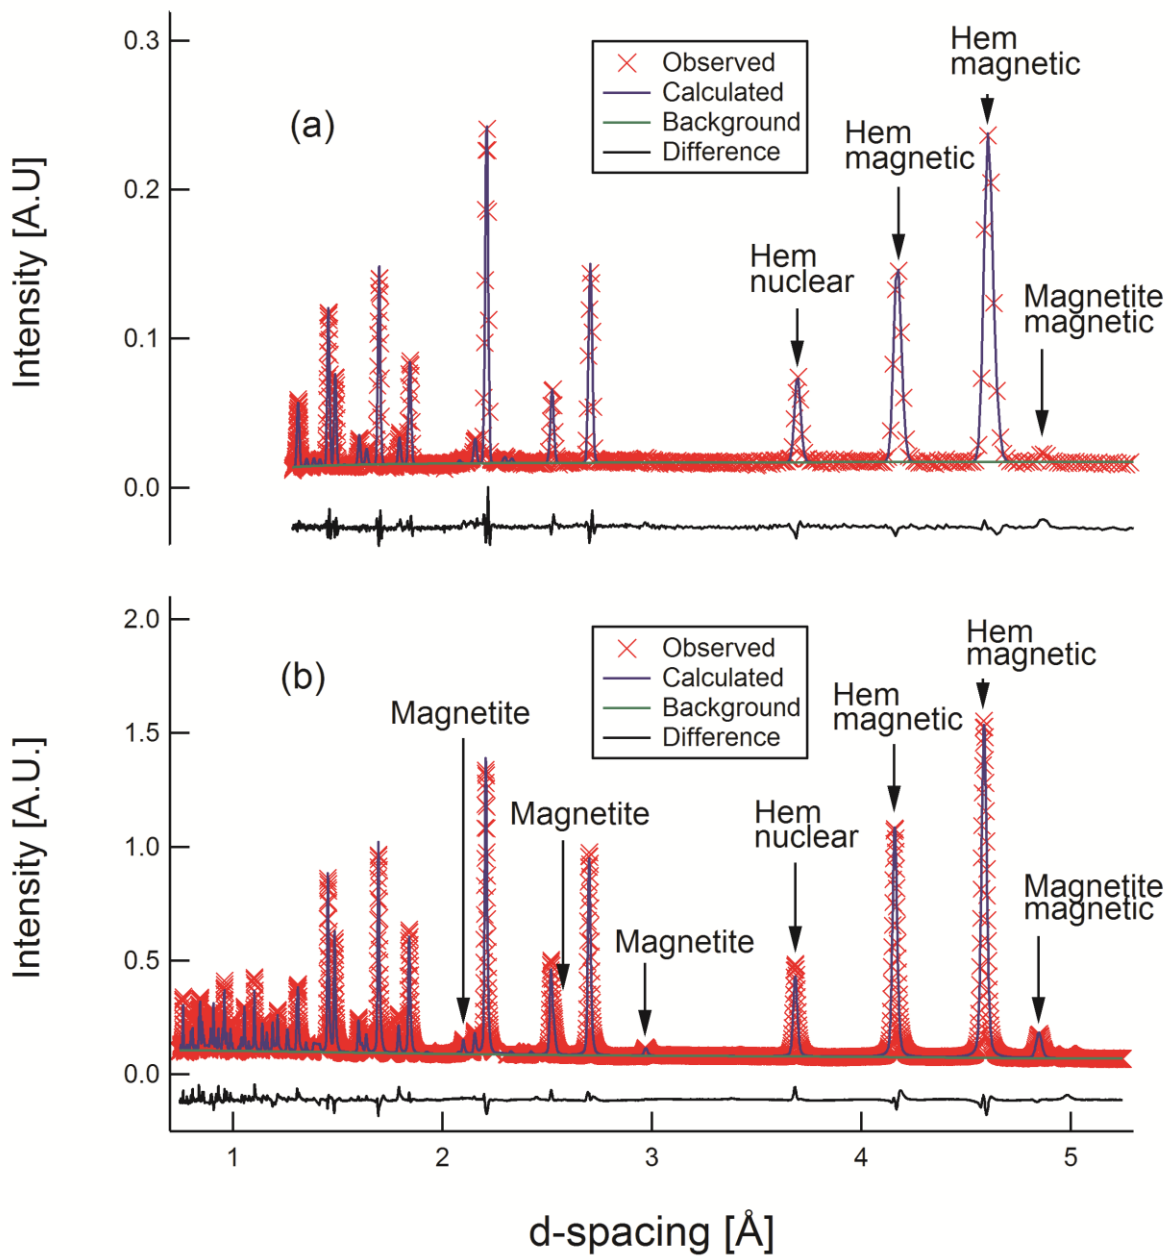 0.3
0.2
0.1
0.0
Intensity [A.U]
(a)
Observed
Calculated
Background
Difference
Hem
nuclear
Hem
magnetic
Hem
magnetic
Magnetite
magnetic
2.0
1.5
1.0
0.5
0.0
Intensity [A.U.]
(b)
Observed
Calculated
Background
Difference
Magnetite
Magnetite
Magnetite
Hem
nuclear
Hem
magnetic
Hem
magnetic
Magnetite
magnetic
1
2
3
4
5
d-spacing [Å]